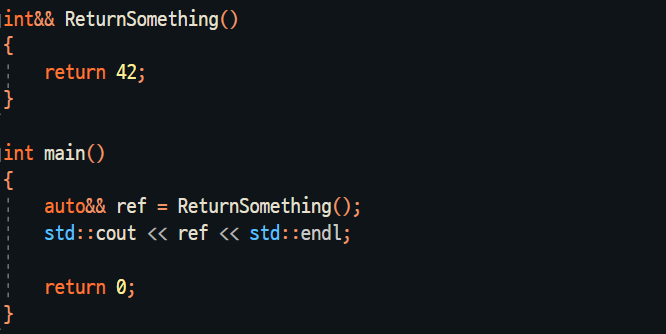 int&& ReturnSomething()
{
    return 42;
}
int main()
{
    auto&& ref = ReturnSomething();
    std::cout << ref << std::endl;
    return 0;
}